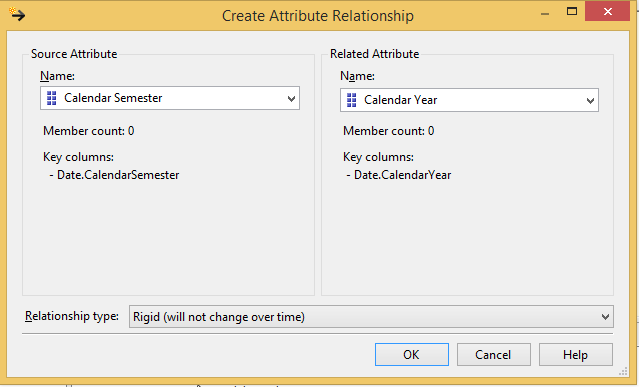 Create Attribute Relationship
Source Attribute
Name:
Calendar Semester
Member count: 0
Key columns:
- Date.CalendarSemester
Related Attribute
Name:
Calendar Year
Member count: 0
Key columns:
- Date.CalendarYear
Relationship type: Rigid (will not change over time)
OK Cancel Help